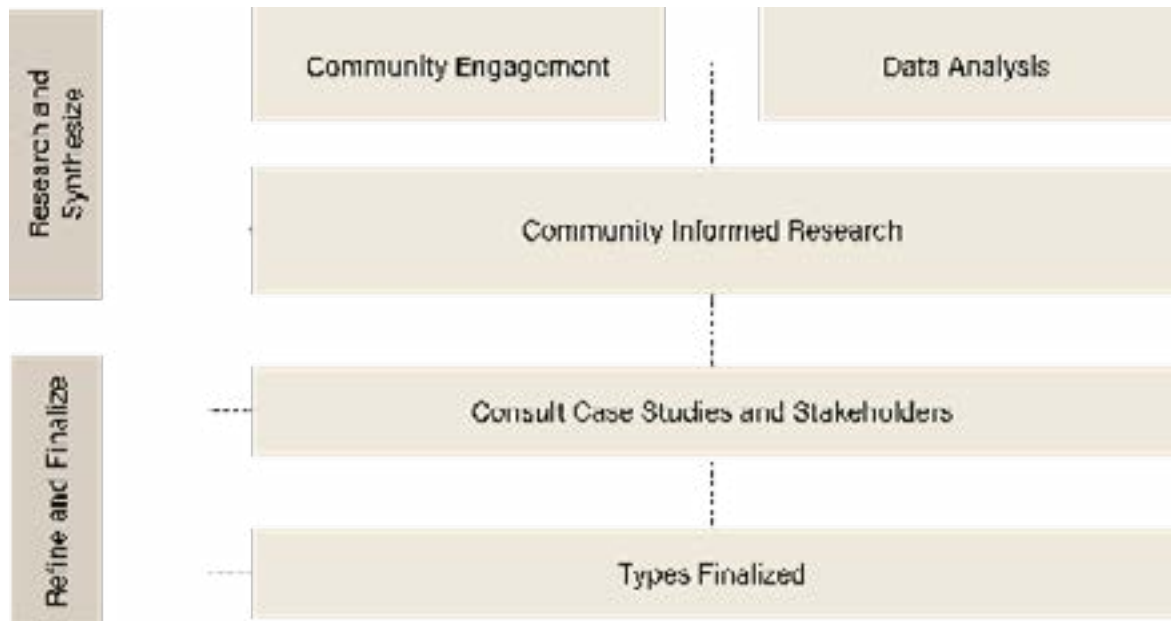 Research and
Synthesize
Community Engagement
Data Analysis
Community Informed Research
Refine and Finalize
Consult Case Studies and Stakeholders
Types Finalized